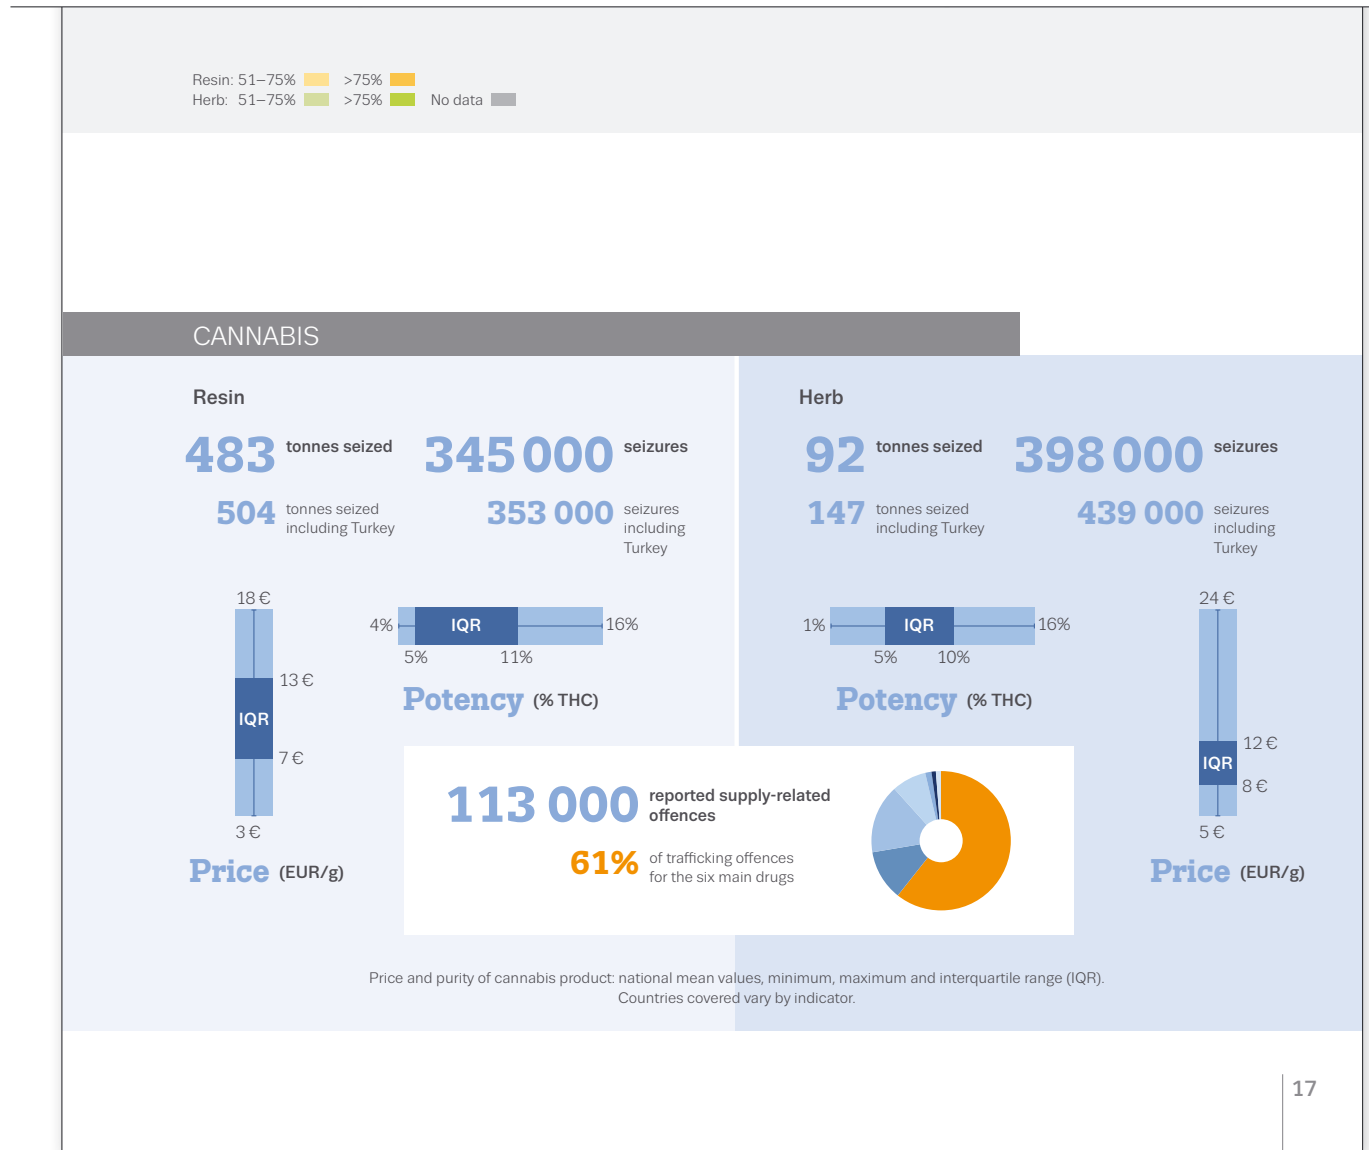 Resin: 51–75% >75%
Herb: 51–75% >75% No data
CANNABIS
Resin
483 tonnes seized 345 000 seizures
504 tonnes seized
including Turkey
353 000 seizures
including
Turkey
18 €
13 €
IQR
7 €
3 €
Price (EUR/g)
4% IQR 16%
5% 11%
Potency (% THC)
Herb
92 tonnes seized 398 000 seizures
147 tonnes seized
including Turkey
439 000 seizures
including
Turkey
1% IQR 16%
5% 10%
Potency (% THC)
24 €
12 €
IQR
8 €
5 €
Price (EUR/g)
113 000 reported supply-related
offences
61% of trafficking offences
for the six main drugs
Price and purity of cannabis product: national mean values, minimum, maximum and interquartile range (IQR).
Countries covered vary by indicator.
17